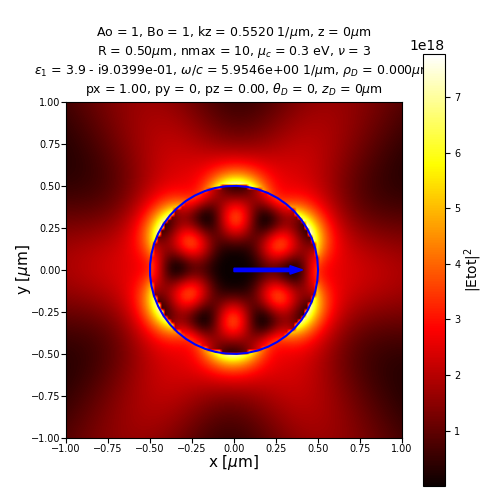 Ao = 1, Bo = 1, kz = 0.5520 1/μm, z = 0μm
R = 0.50μm, nmax = 10, μc = 0.3 eV, ν = 3
ε1 = 3.9 - i9.0399e-01, ω/c = 5.9546e+00 1/μm, ρD = 0.000μm
px = 1.00, py = 0, pz = 0.00, θD = 0, zD = 0μm
1e18
1.00
0.75
0.50
0.25
0.00
−0.25
−0.50
−0.75
−1.00
y [μm]
−1.00 −0.75 −0.50 −0.25 0.00 0.25 0.50 0.75 1.00
x [μm]
7
6
5
4
3
2
1
|Etot|²